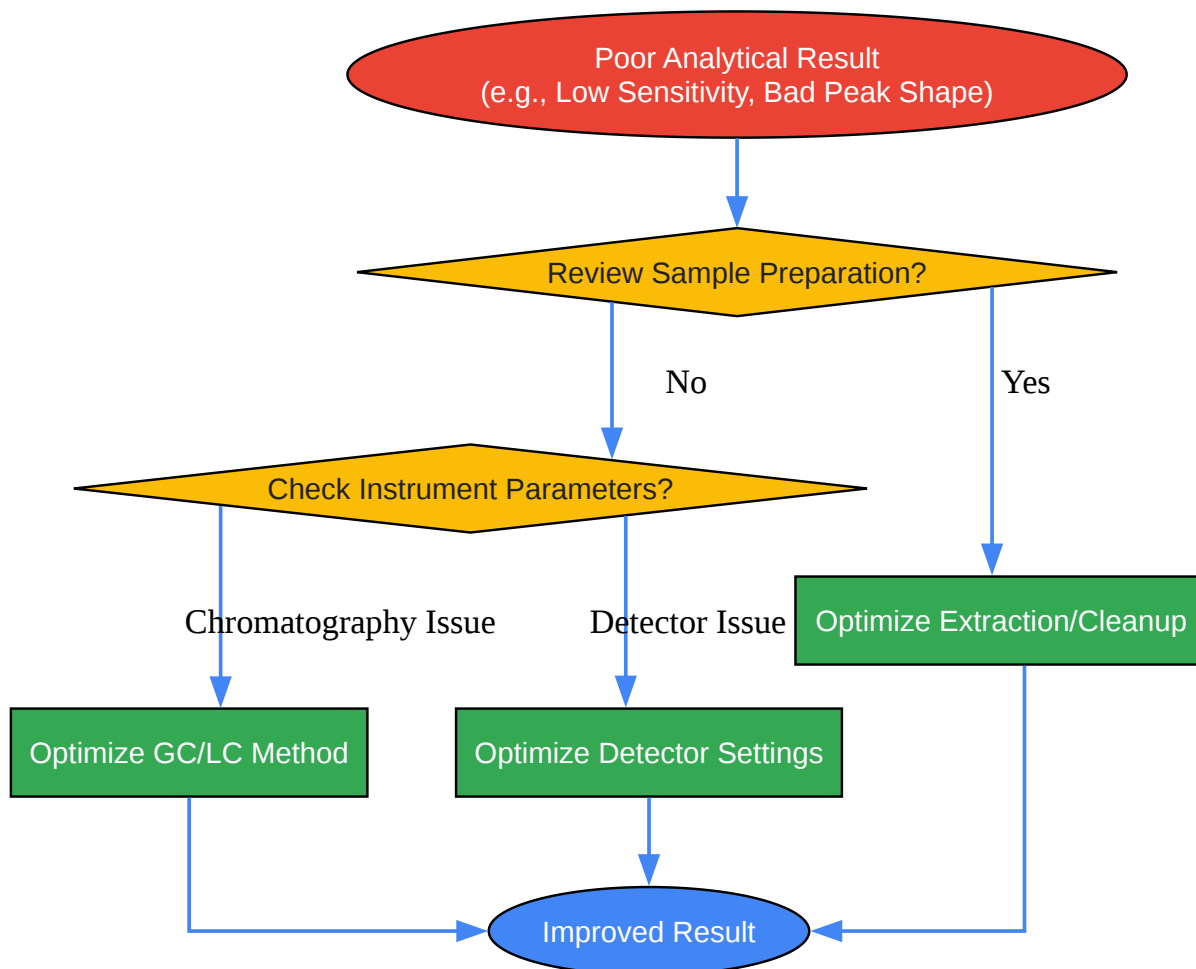 Poor Analytical Result
(e.g., Low Sensitivity, Bad Peak Shape)
Review Sample Preparation?
No
Yes
Check Instrument Parameters?
Chromatography Issue
Detector Issue
Optimize Extraction/Cleanup
Optimize GC/LC Method
Optimize Detector Settings
Improved Result